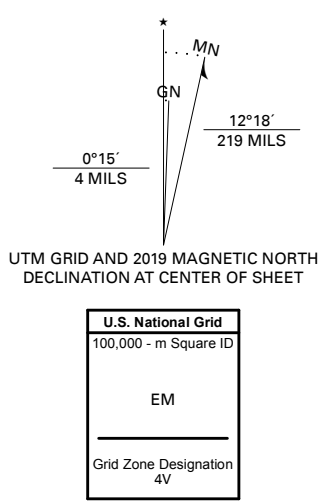 ★
MN
GN
12°18´
219 MILS
0°15´
4 MILS
UTM GRID AND 2019 MAGNETIC NORTH
DECLINATION AT CENTER OF SHEET
U.S. National Grid
100,000 - m Square ID
EM
Grid Zone Designation
4V